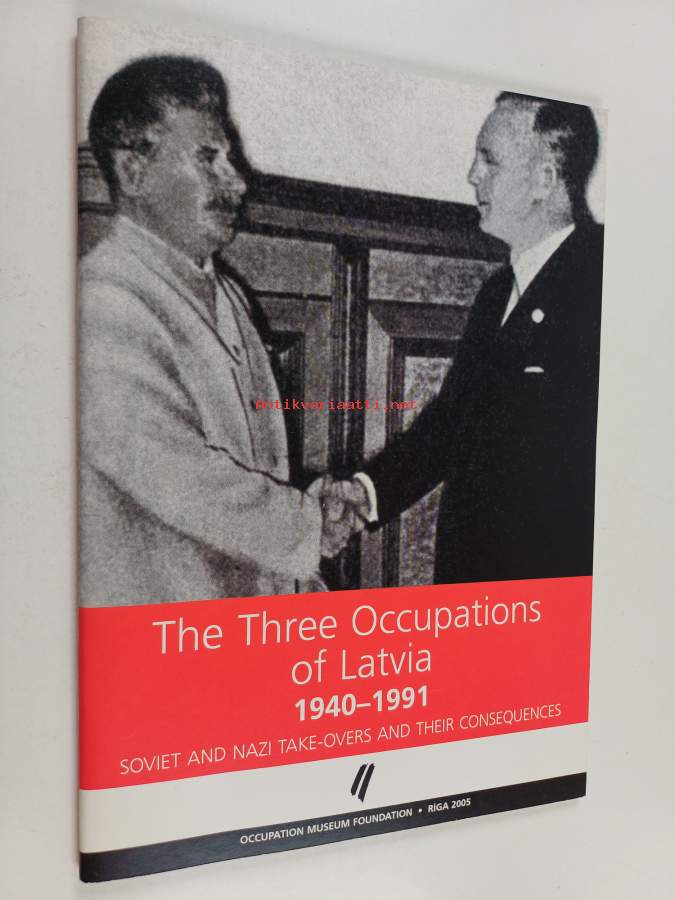 Antikvariaatti.net
The Three Occupations
of Latvia
1940–1991
SOVIET AND NAZI TAKE-OVERS AND THEIR CONSEQUENCES
OCCUPATION MUSEUM FOUNDATION • RĪGA 2005